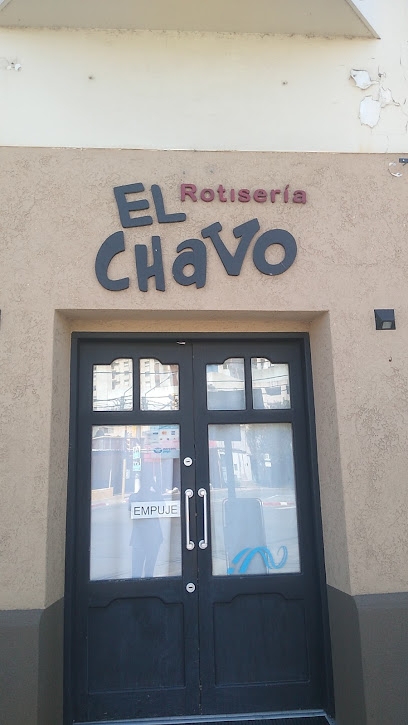 Rotisería
EL
CHaVO
EMPUJE